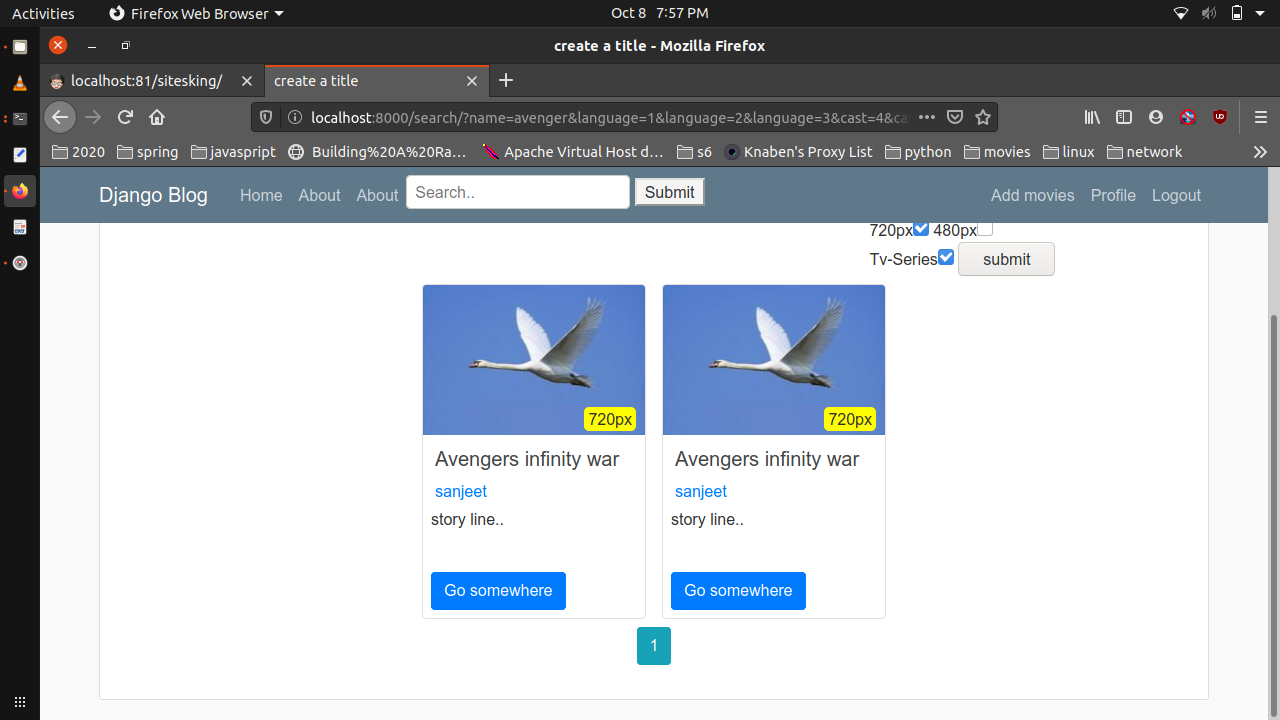 Activities Firefox Web Browser Oct 8 7:57 PM
create a title - Mozilla Firefox
localhost:81/sitesking/ create a title
localhost:8000/search/?name=avenger&language=1&language=2&language=3&cast=4&ca
2020 spring javascript Building%20A%20Ra… Apache Virtual Host d… s6 Knaben's Proxy List python movies linux network
Django Blog Home About About Search.. Submit Add movies Profile Logout
720px 480px
Tv-Series submit
720px 720px
Avengers infinity war Avengers infinity war
sanjeet sanjeet
story line.. story line..
Go somewhere Go somewhere
1